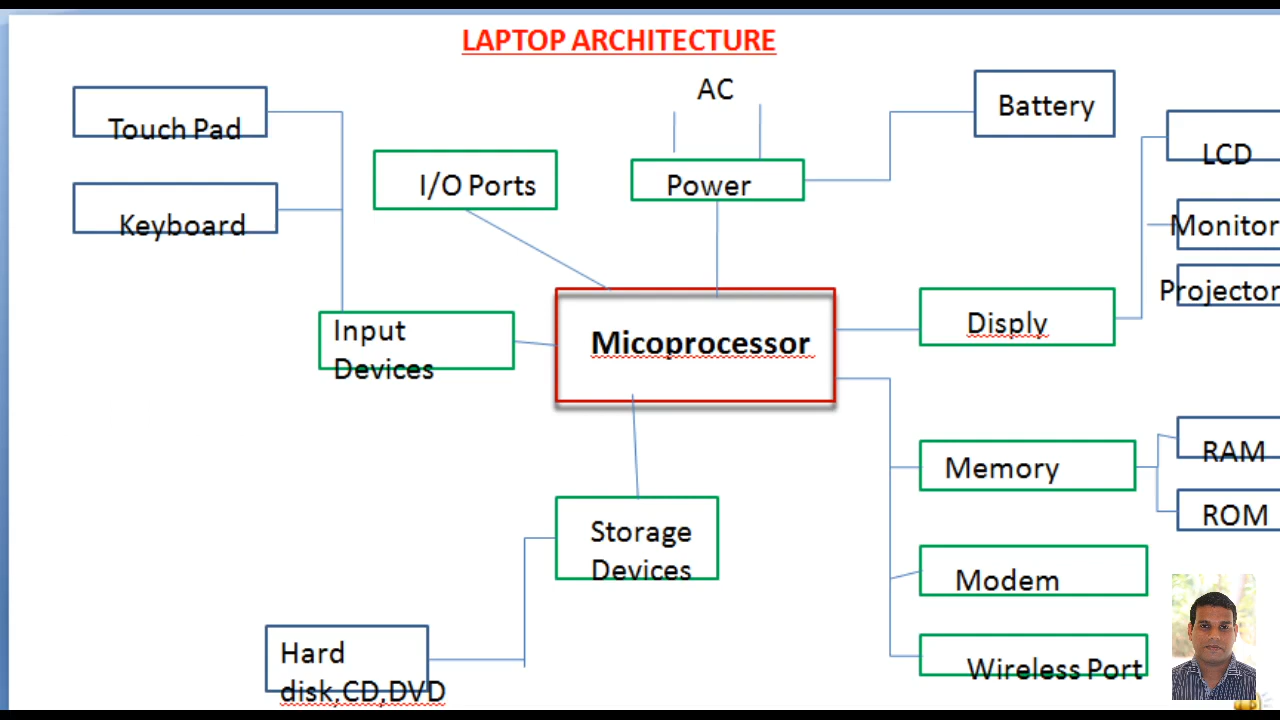 LAPTOP ARCHITECTURE
AC
Battery
Touch Pad
LCD
I/O Ports
Power
Keyboard
Monitor
Projector
Input
Devices
Micoprocessor
Disply
Memory
RAM
ROM
Storage
Devices
Modem
Hard
disk,CD,DVD
Wireless Port